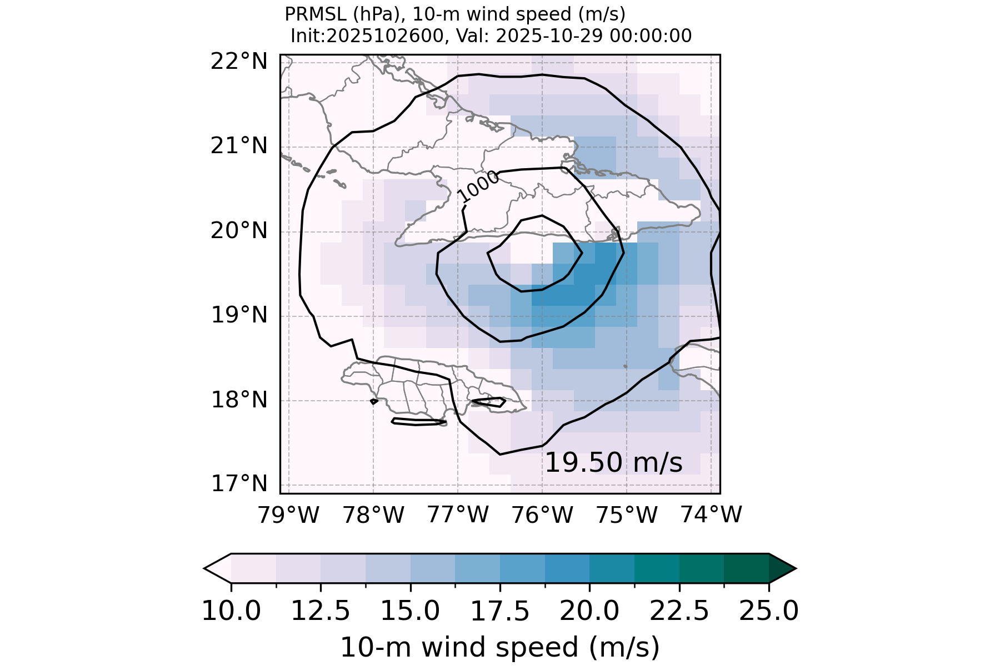 PRMSL (hPa), 10-m wind speed (m/s)
Init:2025102600, Val: 2025-10-29 00:00:00
22°N
21°N
1000
20°N
19°N
18°N
19.50 m/s
17°N
79°W 78°W 77°W 76°W 75°W 74°W
10.0 12.5 15.0 17.5 20.0 22.5 25.0
10-m wind speed (m/s)